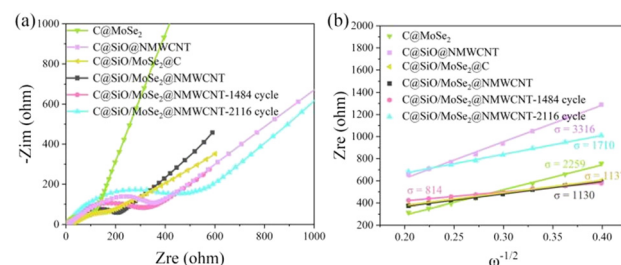 (a)
1000
800
600
400
200
0
-Zim (ohm)
C@MoSe₂
C@SiO@NMWCNT
C@SiO/MoSe₂@C
C@SiO/MoSe₂@NMWCNT
C@SiO/MoSe₂@NMWCNT-1484 cycle
C@SiO/MoSe₂@NMWCNT-2116 cycle
0 200 400 600 800 1000
Zre (ohm)
(b)
2000
1800
1600
1400
1200
1000
800
600
400
200
Zre (ohm)
C@MoSe₂
C@SiO@NMWCNT
C@SiO/MoSe₂@C
C@SiO/MoSe₂@NMWCNT
C@SiO/MoSe₂@NMWCNT-1484 cycle
C@SiO/MoSe₂@NMWCNT-2116 cycle
σ = 3316
σ = 1710
σ = 2259
σ = 814
σ = 1130
0.20 0.24 0.28 0.32 0.36 0.40
ω⁻¹/²